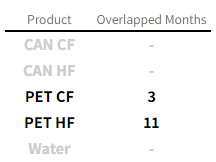 Product Overlapped Months
CAN CF -
CAN HF -
PET CF 3
PET HF 11
Water -